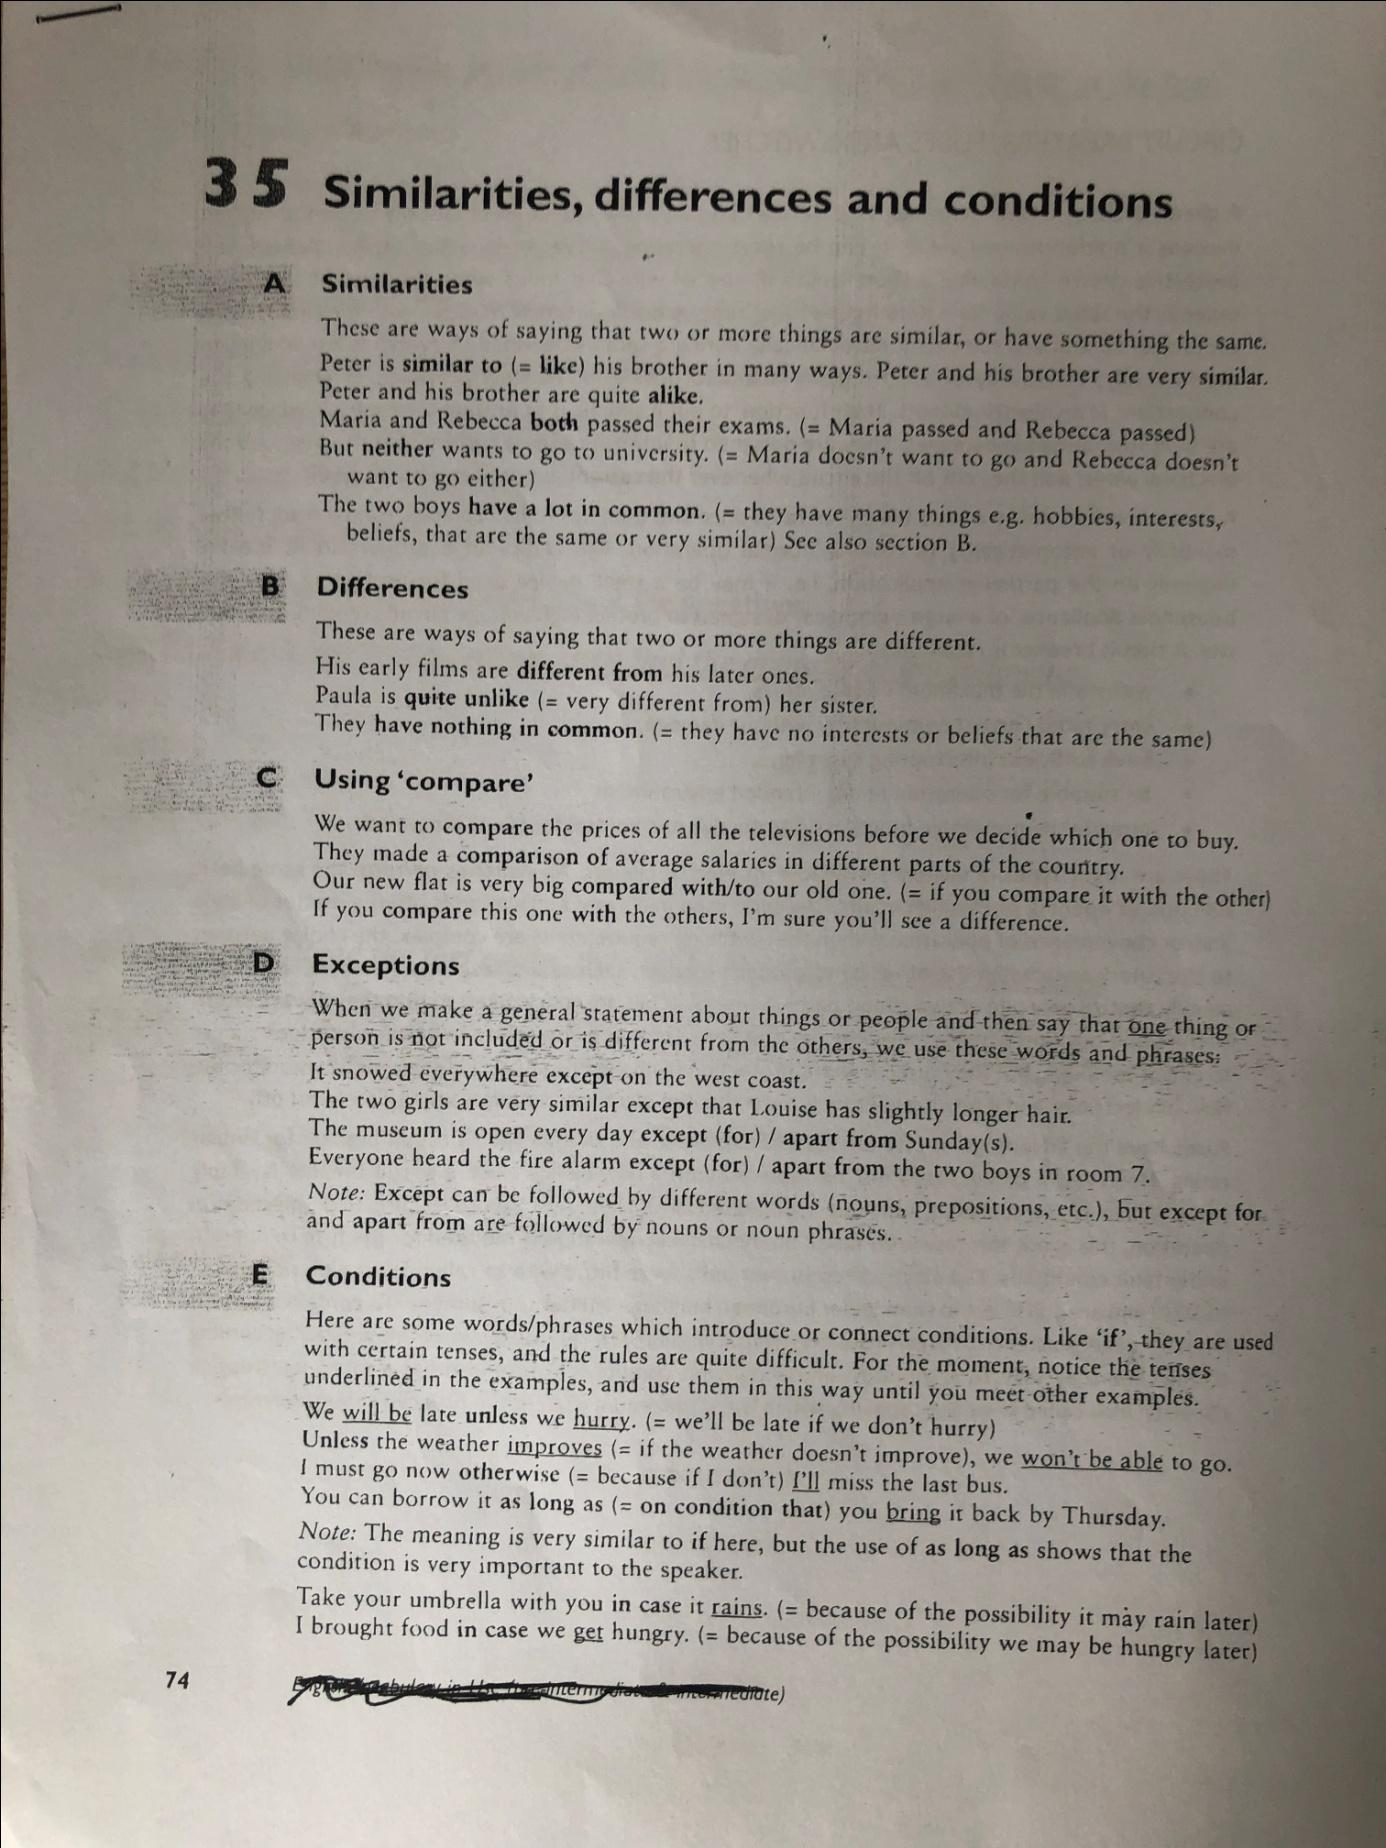 35 Similarities, differences and conditions
A Similarities
These are ways of saying that two or more things are similar, or have something the same.
Peter is similar to (= like) his brother in many ways. Peter and his brother are very similar.
Peter and his brother are quite alike.
Maria and Rebecca both passed their exams. (= Maria passed and Rebecca passed)
But neither wants to go to university. (= Maria doesn't want to go and Rebecca doesn't
want to go either)
The two boys have a lot in common. (= they have many things e.g. hobbies, interests,
beliefs, that are the same or very similar) See also section B.
B Differences
These are ways of saying that two or more things are different.
His early films are different from his later ones.
Paula is quite unlike (= very different from) her sister.
They have nothing in common. (= they have no interests or beliefs that are the same)
C Using 'compare'
We want to compare the prices of all the televisions before we decide which one to buy.
They made a comparison of average salaries in different parts of the country.
Our new flat is very big compared with/to our old one. (= if you compare it with the other)
If you compare this one with the others, I'm sure you'll see a difference.
D Exceptions
When we make a general statement about things or people and then say that one thing or
person is not included or is different from the others, we use these words and phrases:
It snowed everywhere except on the west coast.
The two girls are very similar except that Louise has slightly longer hair.
The museum is open every day except (for) / apart from Sunday(s).
Everyone heard the fire alarm except (for) / apart from the two boys in room 7.
Note: Except can be followed by different words (nouns, prepositions, etc.), but except for
and apart from are followed by nouns or noun phrases.
E Conditions
Here are some words/phrases which introduce or connect conditions. Like 'if', they are used
with certain tenses, and the rules are quite difficult. For the moment, notice the tenses
underlined in the examples, and use them in this way until you meet other examples.
We will be late unless we hurry. (= we'll be late if we don't hurry)
Unless the weather improves (= if the weather doesn't improve), we won't be able to go.
I must go now otherwise (= because if I don't) I'll miss the last bus.
You can borrow it as long as (= on condition that) you bring it back by Thursday.
Note: The meaning is very similar to if here, but the use of as long as shows that the
condition is very important to the speaker.
Take your umbrella with you in case it rains. (= because of the possibility it may rain later)
I brought food in case we get hungry. (= because of the possibility we may be hungry later)
74